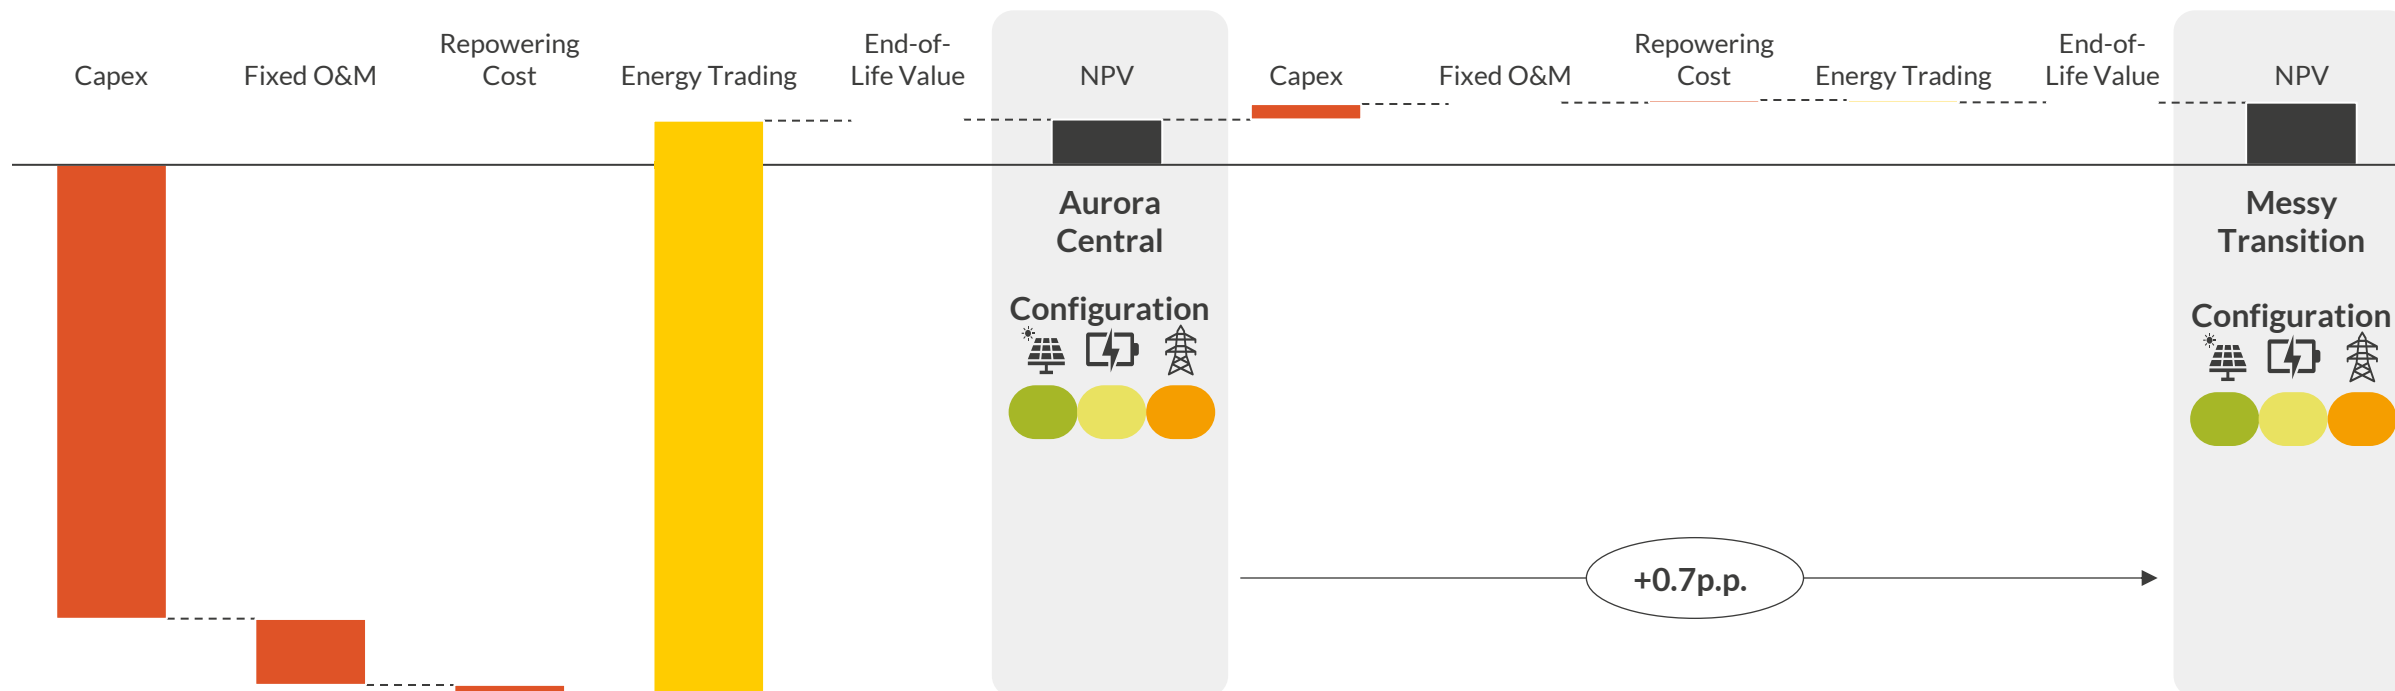 Capex
Fixed O&M
Repowering
Cost
Energy Trading
End-of-
Life Value
NPV
Capex
Fixed O&M
Repowering
Cost
Energy Trading
End-of-
Life Value
NPV
Aurora
Central
Configuration
Messy
Transition
Configuration
+0.7p.p.